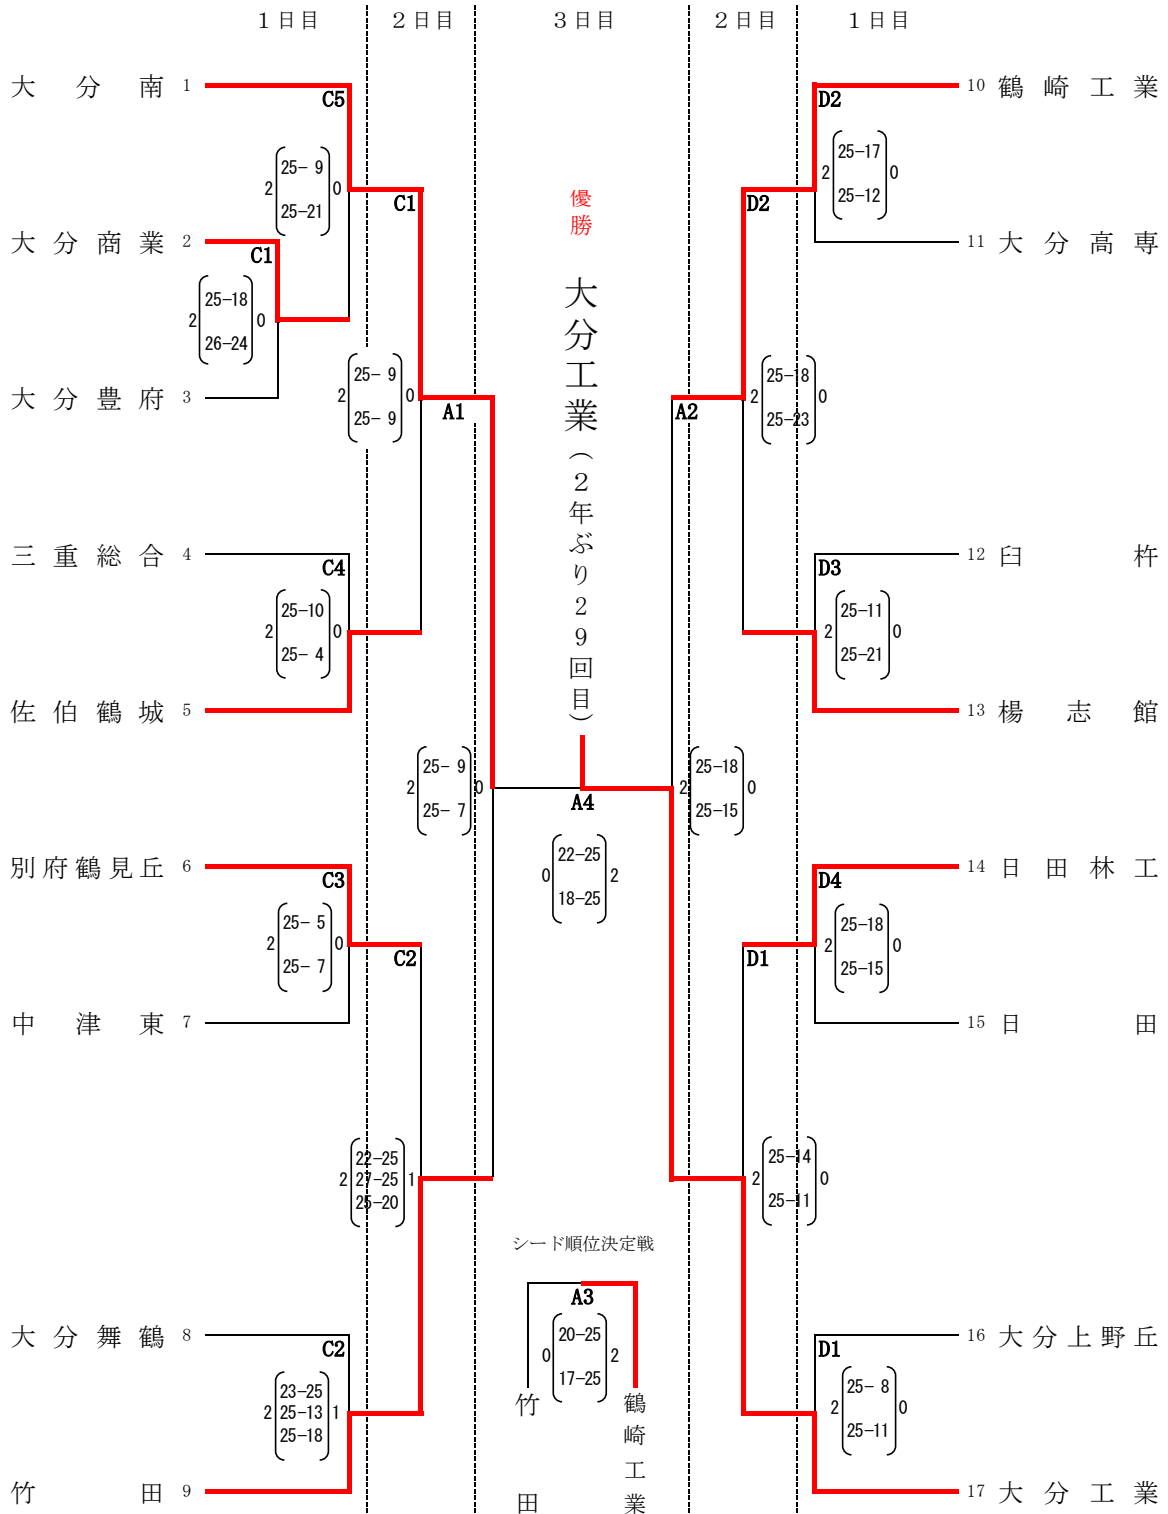 1日目 2日目 3日目 2日目 1日目
大分南 1
C5
2 25- 9 0
25-21
C1
大分商業 2
C1
2 25-18 0
26-24
大分豊府 3
2 25- 9 0
25- 9
A1
三重総合 4
C4
2 25-10 0
25- 4
佐伯鶴城 5
2 25- 9 0
25- 7
別府鶴見丘 6
C3
2 25- 5 0
25- 7
C2
中津東 7
2 22-25 1
27-25
25-20
大分舞鶴 8
C2
2 23-25 1
25-13
25-18
竹田 9
優勝
大分工業(2年ぶり29回目)
A4
0 22-25 2
18-25
シード順位決定戦
A3
0 20-25 2
17-25
竹田
鶴崎工業
10 鶴崎工業
D2
2 25-17 0
25-12
D2
11 大分高専
2 25-18 0
25-23
A2
12 臼杵
D3
2 25-11 0
25-21
13 楊志館
2 25-18 0
25-15
14 日田林工
D4
2 25-18 0
25-15
D1
15 日田
2 25-14 0
25-11
16 大分上野丘
D1
2 25- 8 0
25-11
17 大分工業